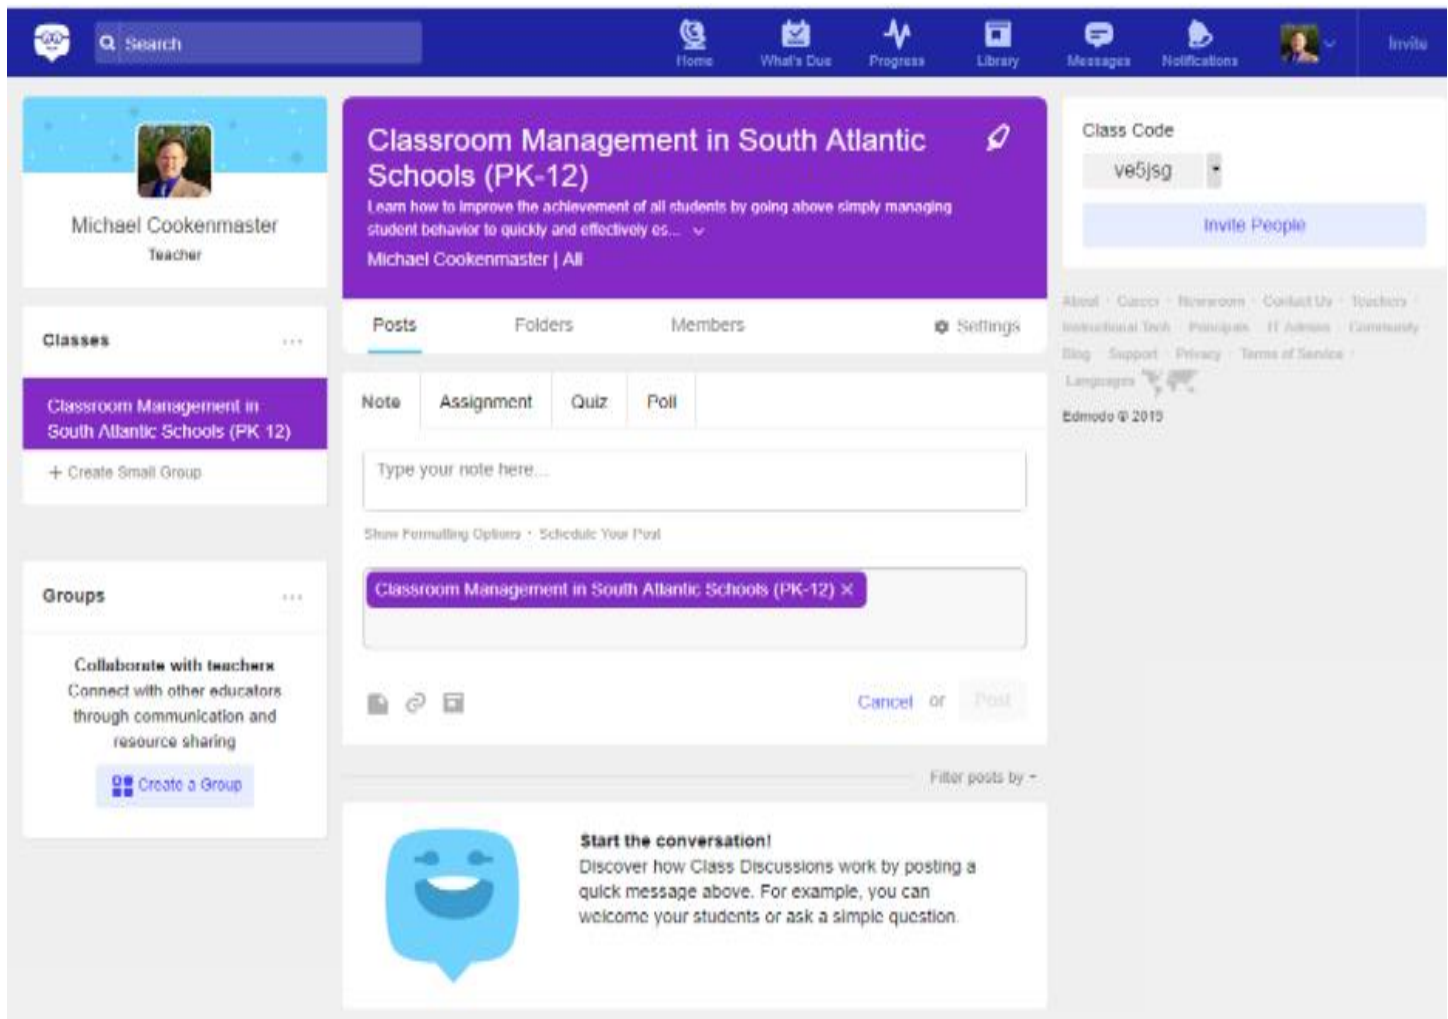 Search
Home
What's Due
Progress
Library
Messages
Notifications
Invite
Michael Cookenmaster
Teacher
Classes
Classroom Management in
South Atlantic Schools (PK 12)
+ Create Small Group
Groups
Collaborate with teachers
Connect with other educators
through communication and
resource sharing
Create a Group
Classroom Management in South Atlantic
Schools (PK-12)
Learn how to improve the achievement of all students by going above simply managing
student behavior to quickly and effectively es...
Michael Cookenmaster | All
Posts
Folders
Members
Settings
Note
Assignment
Quiz
Poll
Type your note here...
Show Formatting Options · Schedule Your Post
Classroom Management in South Atlantic Schools (PK-12) ×
Cancel or Post
Filter posts by
Start the conversation!
Discover how Class Discussions work by posting a
quick message above. For example, you can
welcome your students or ask a simple question.
Class Code
ve5jsg
Invite People
About · Career · Newsroom · Contact Us · Teachers ·
Instructional Tech · Principals · IT Admins · Community
Blog · Support · Privacy · Terms of Service ·
Languages
Edmodo © 2019